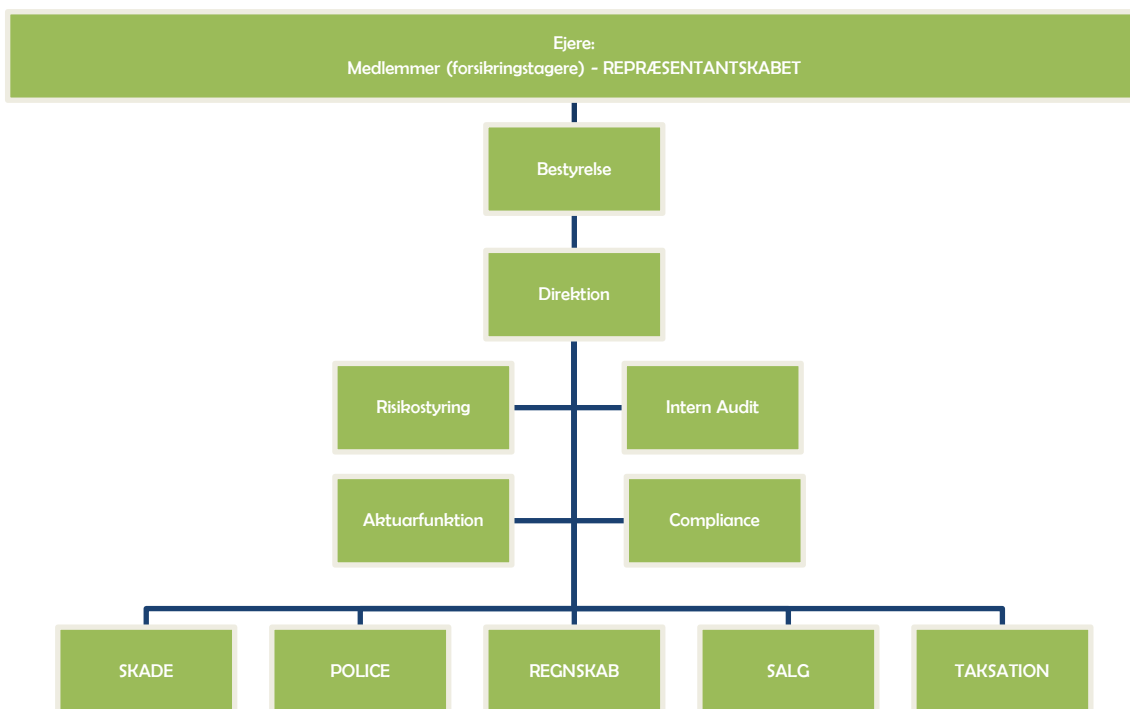 Ejere:
Medlemmer (forsikringstagere) - REPRÆSENTANTSKABET
Bestyrelse
Direktion
Risikostyring
Intern Audit
Aktuarfunktion
Compliance
SKADE
POLICE
REGNSKAB
SALG
TAKSATION